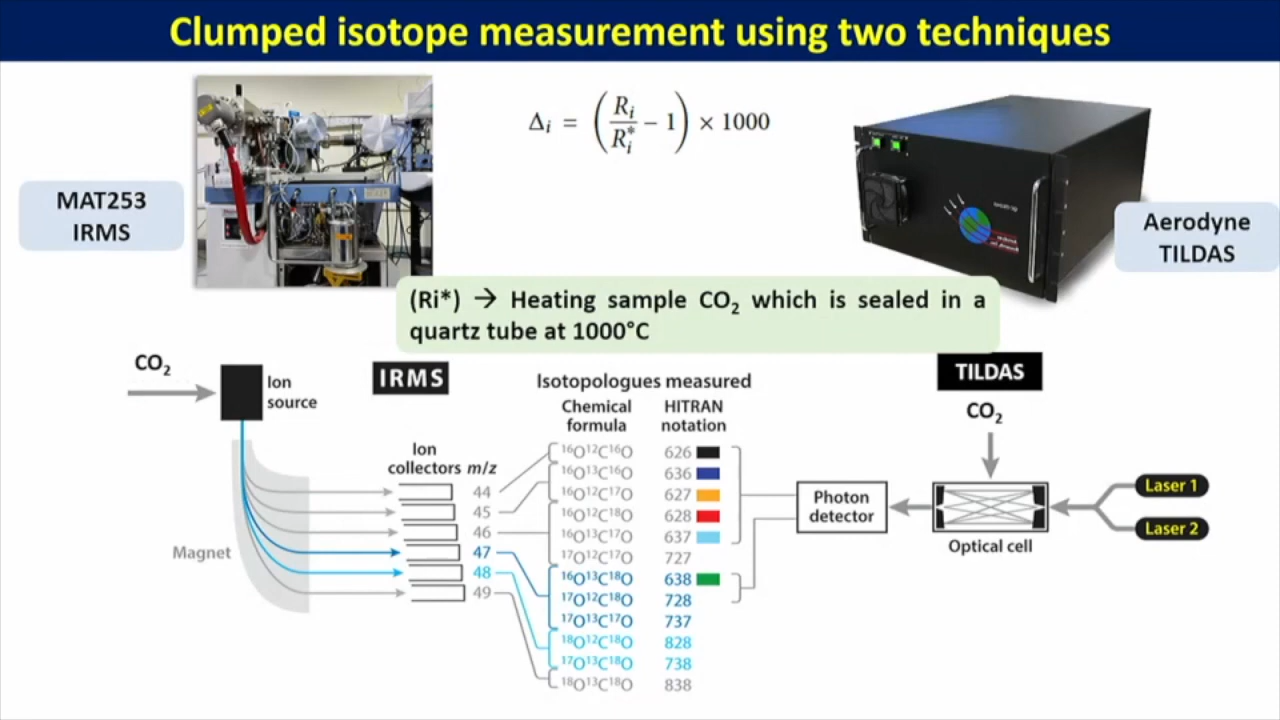 Clumped isotope measurement using two techniques
MAT253
IRMS
Δᵢ = (Rᵢ/Rᵢ* − 1) × 1000
Aerodyne
TILDAS
(Ri*) → Heating sample CO₂ which is sealed in a
quartz tube at 1000°C
CO₂
Ion
source
IRMS
Magnet
Ion
collectors m/z
44
45
46
47
48
49
Isotopologues measured
Chemical
formula
HITRAN
notation
¹⁶O¹²C¹⁶O 626
¹⁶O¹³C¹⁶O 636
¹⁶O¹²C¹⁷O 627
¹⁶O¹²C¹⁸O 628
¹⁶O¹³C¹⁷O 637
¹⁷O¹²C¹⁷O 727
¹⁶O¹³C¹⁸O 638
¹⁷O¹²C¹⁸O 728
¹⁷O¹³C¹⁷O 737
¹⁸O¹²C¹⁸O 828
¹⁷O¹³C¹⁸O 738
¹⁸O¹³C¹⁸O 838
TILDAS
CO₂
Photon
detector
Optical cell
Laser 1
Laser 2